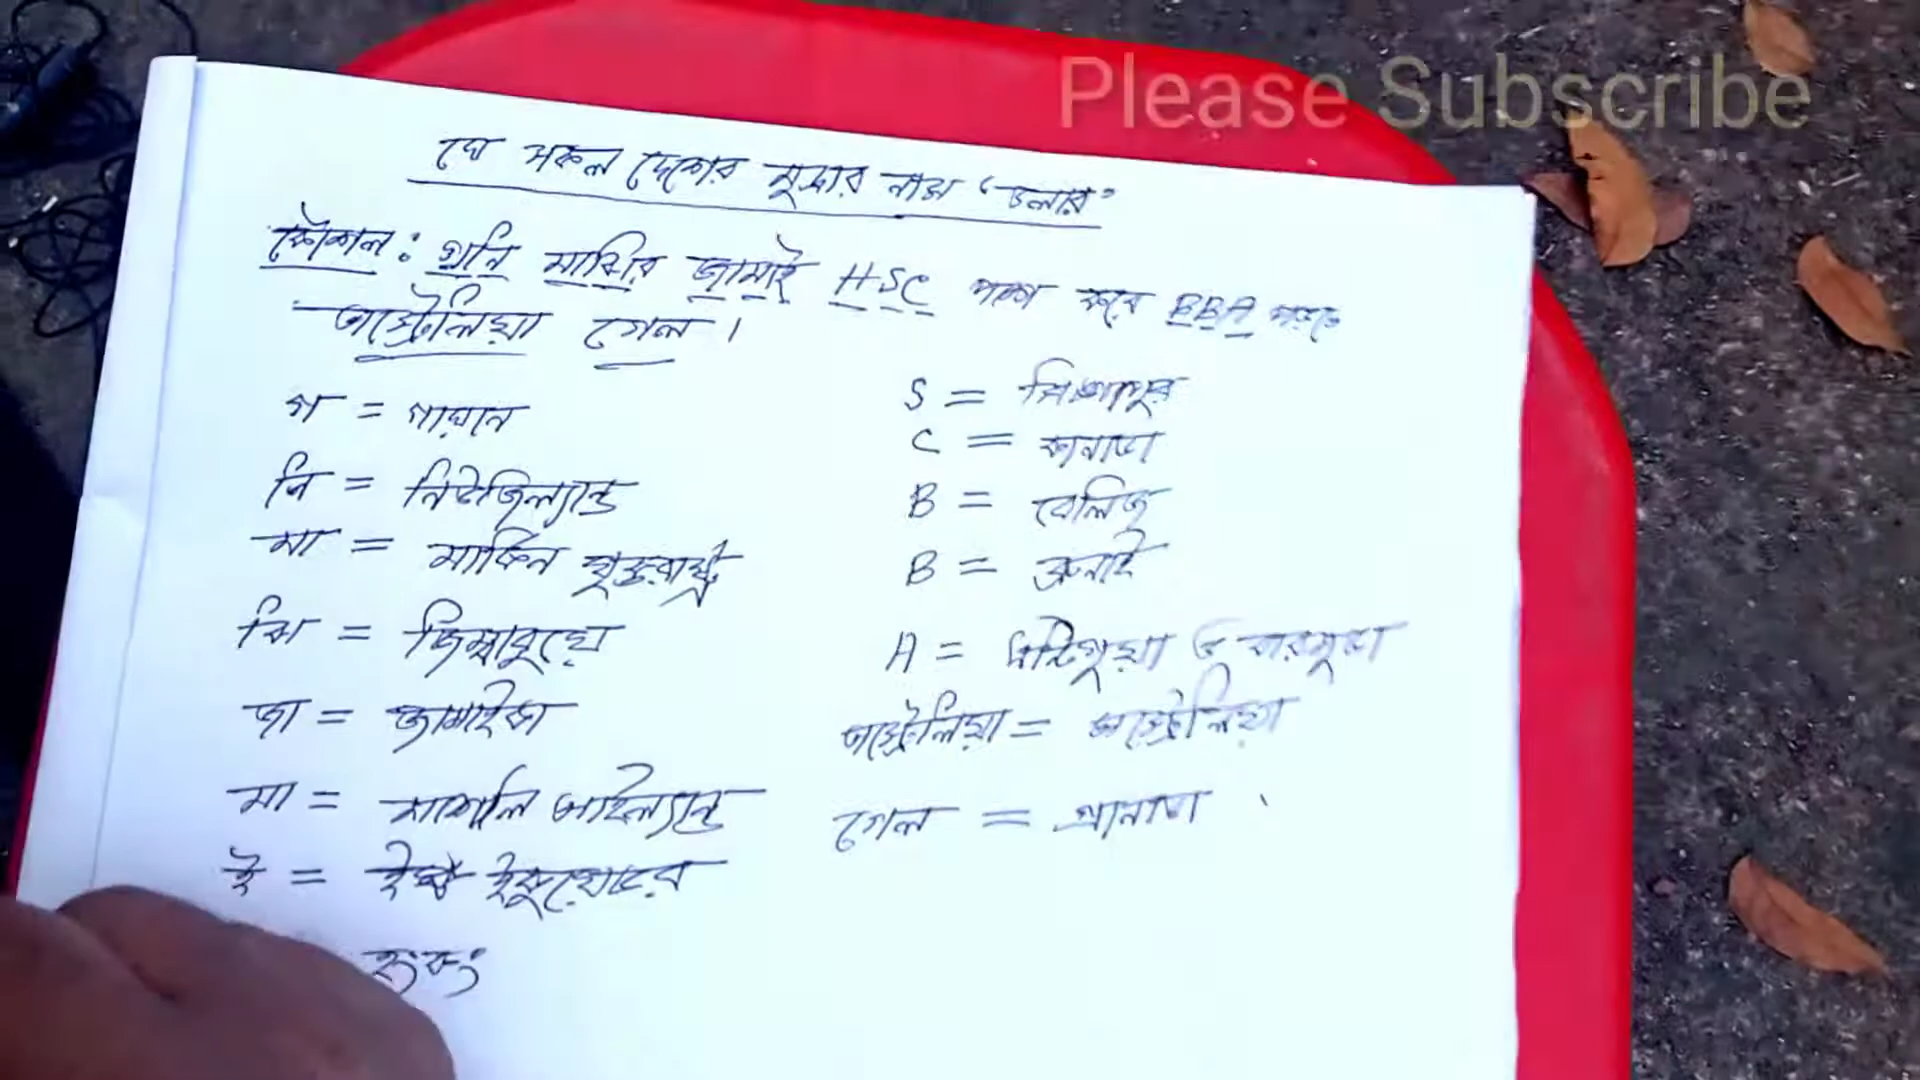 Please Subscribe
যে সকল দেশের মুদ্রার নাম "ডলার"
কৌশল: গনি মাঝির জামাই HSC পাশ করে BBA পড়তে
অস্ট্রেলিয়া গেল।
গ = গায়ানা
নি = নিউজিল্যান্ড
মা = মার্কিন যুক্তরাষ্ট্র
ঝি = জিম্বাবুয়ে
জা = জামাইকা
মা = মার্শাল আইল্যান্ড
ই = ইকুয়েডর
হংকং
S = সিঙ্গাপুর
C = কানাডা
B = বেলিজ
B = ব্রুনাই
A = এন্টিগুয়া ও বারমুডা
অস্ট্রেলিয়া = অস্ট্রেলিয়া
গেল = গ্রানাডা